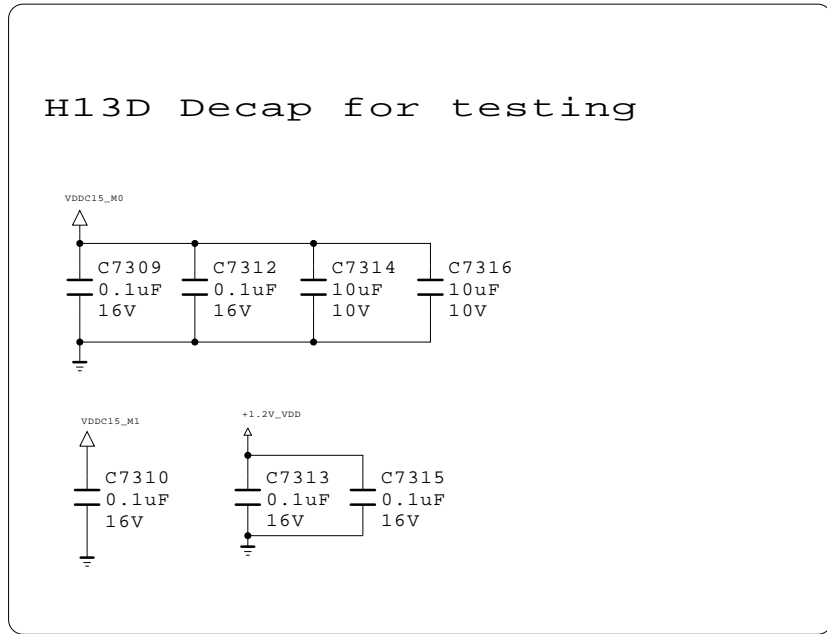 H13D Decap for testing
VDDC15_M0
C7309
0.1uF
16V
C7312
0.1uF
16V
C7314
10uF
10V
C7316
10uF
10V
VDDC15_M1
C7310
0.1uF
16V
+1.2V_VDD
C7313
0.1uF
16V
C7315
0.1uF
16V